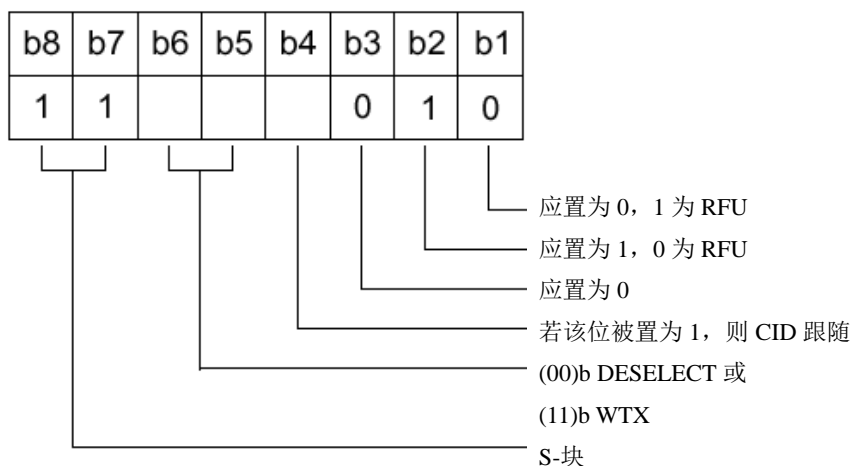 b8 b7 b6 b5 b4 b3 b2 b1
1 1 0 1 0
应置为 0，1 为 RFU
应置为 1，0 为 RFU
应置为 0
若该位被置为 1，则 CID 跟随
(00)b DESELECT 或
(11)b WTX
S-块